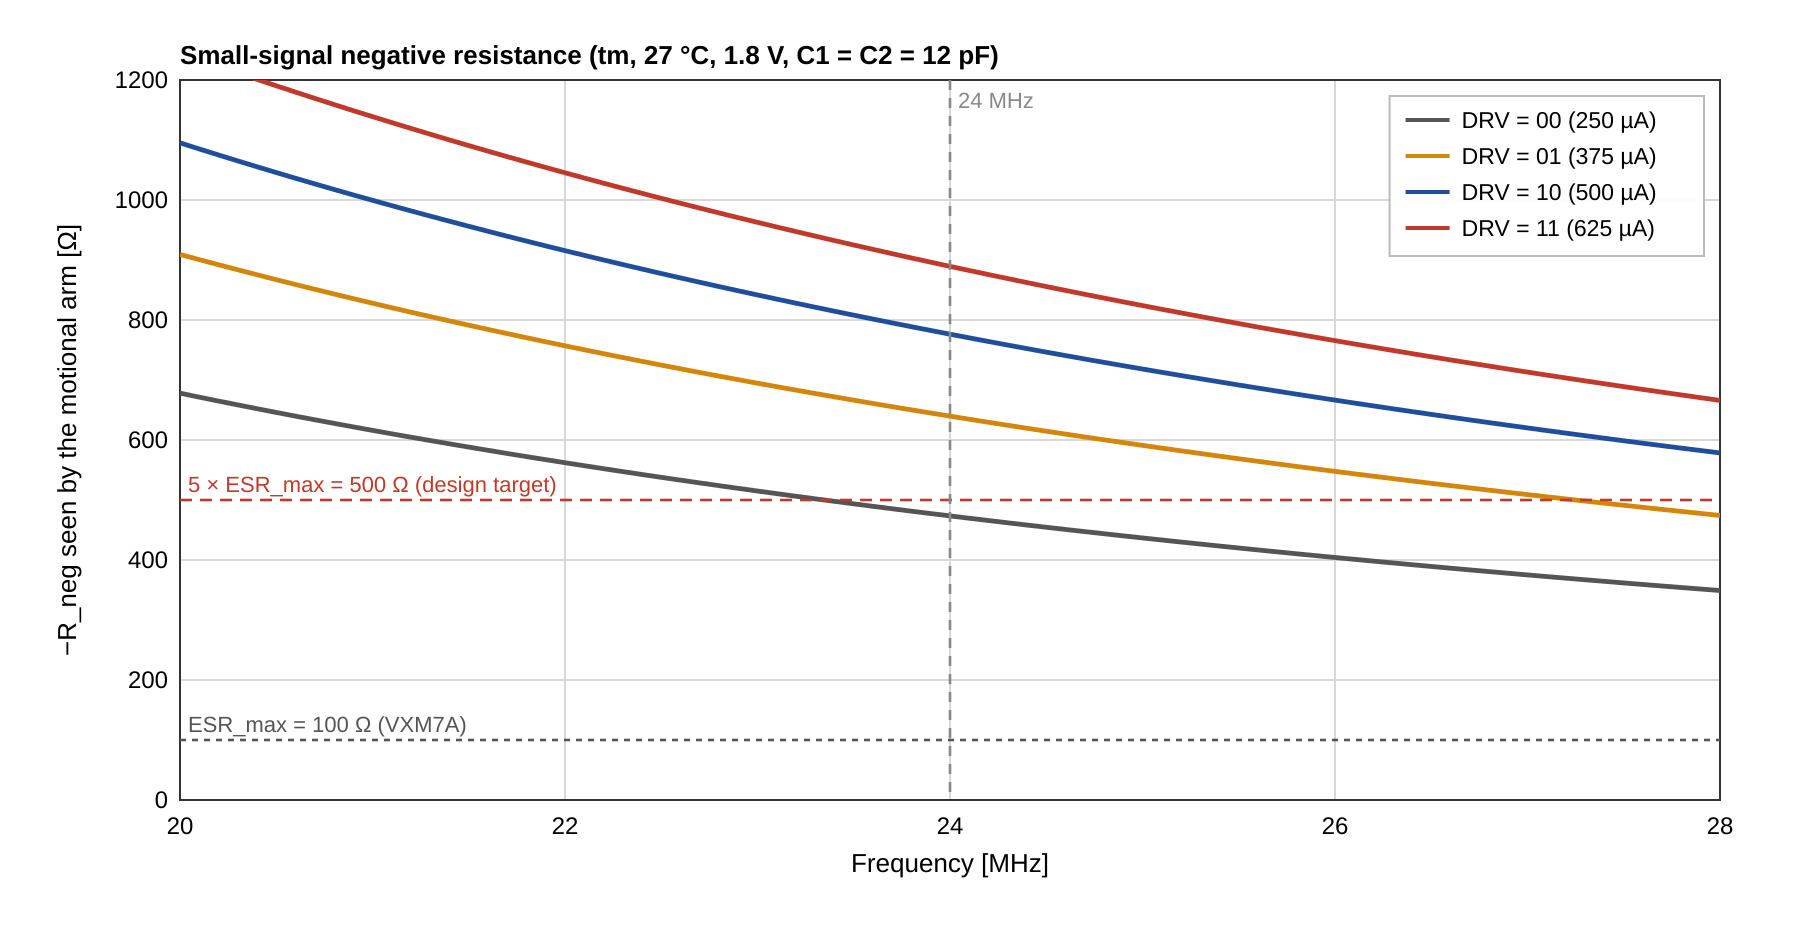 Small-signal negative resistance (tm, 27 °C, 1.8 V, C1 = C2 = 12 pF)
−R_neg seen by the motional arm [Ω]
1200
1000
800
600
400
200
0
24 MHz
DRV = 00 (250 µA)
DRV = 01 (375 µA)
DRV = 10 (500 µA)
DRV = 11 (625 µA)
5 × ESR_max = 500 Ω (design target)
ESR_max = 100 Ω (VXM7A)
20
22
24
26
28
Frequency [MHz]